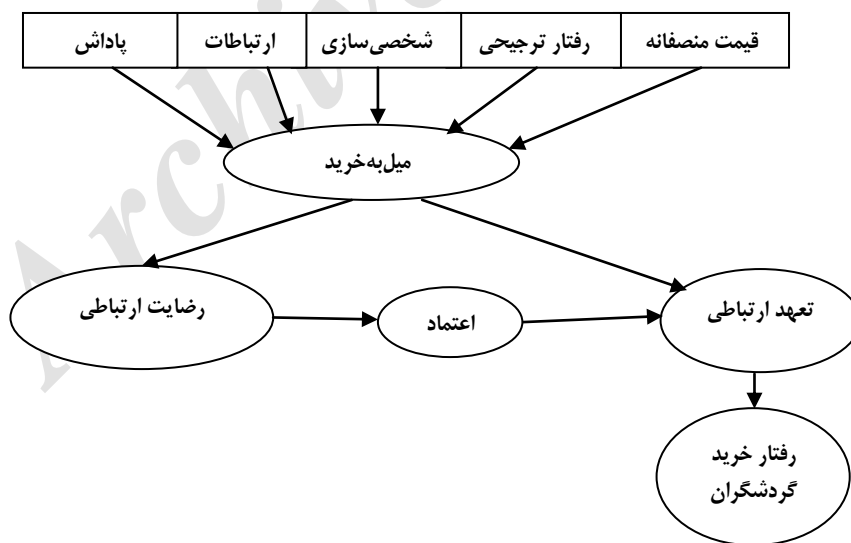 قیمت منصفانه
رفتار ترجیحی
شخصی‌سازی
ارتباطات
پاداش
میل‌به‌خرید
تعهد ارتباطی
اعتماد
رضایت ارتباطی
رفتار خرید
گردشگران
Archive